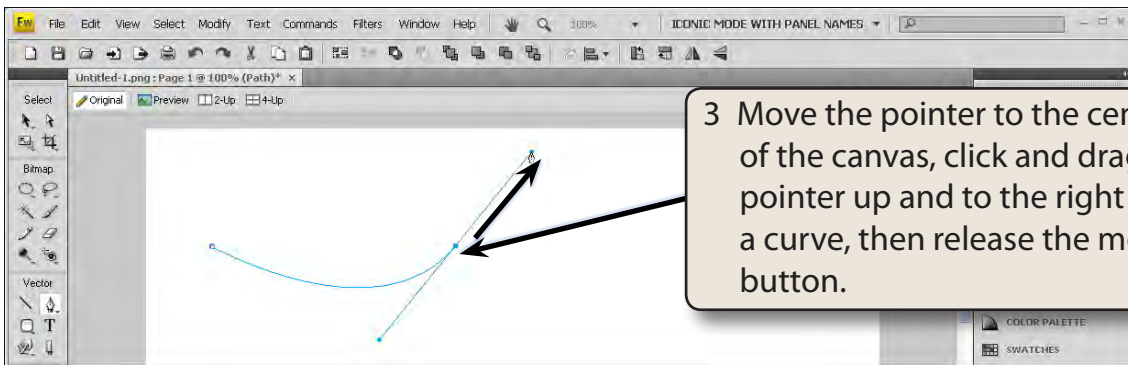 Fw File Edit View Select Modify Text Commands Filters Window Help 100% ICONIC MODE WITH PANEL NAMES
Untitled-1.png : Page 1 @ 100% (Path)* ×
Select Original Preview 2-Up 4-Up
3 Move the pointer to the
of the canvas, click and
pointer up and to the right
a curve, then release the
button.
Bitmap
Vector
T
COLOR PALETTE
SWATCHES